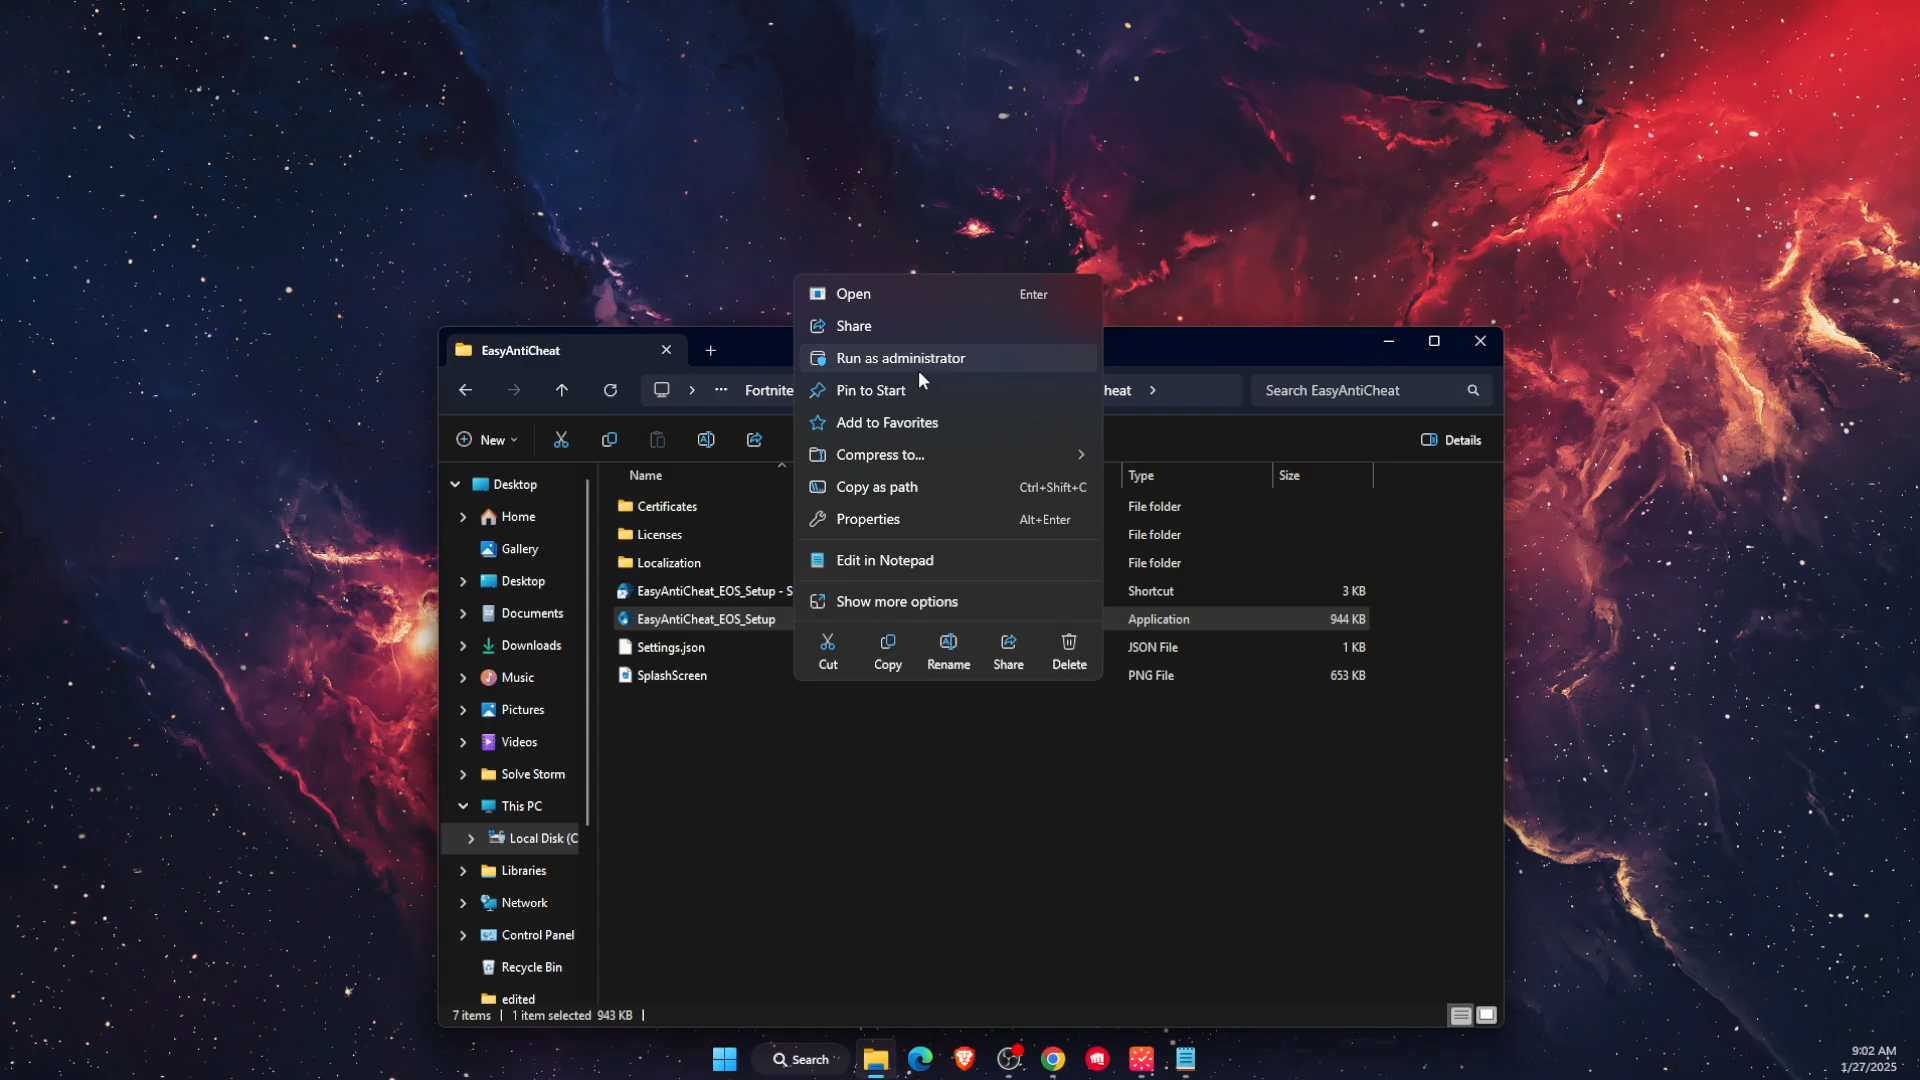 Open Enter
Share
Run as administrator
Pin to Start
Add to Favorites
Compress to...
Copy as path Ctrl+Shift+C
Properties Alt+Enter
Edit in Notepad
Show more options
Cut Copy Rename Share Delete
EasyAntiCheat
Fortnite
heat
Search EasyAntiCheat
New
Details
Desktop
Home
Gallery
Desktop
Documents
Downloads
Music
Pictures
Videos
Solve Storm
This PC
Local Disk (C
Libraries
Network
Control Panel
Recycle Bin
edited
Name Type Size
Certificates File folder
Licenses File folder
Localization File folder
EasyAntiCheat_EOS_Setup - S Shortcut 3 KB
EasyAntiCheat_EOS_Setup Application 944 KB
Settings.json JSON File 1 KB
SplashScreen PNG File 653 KB
7 items 1 item selected 943 KB
Search
9:02 AM
1/27/2025